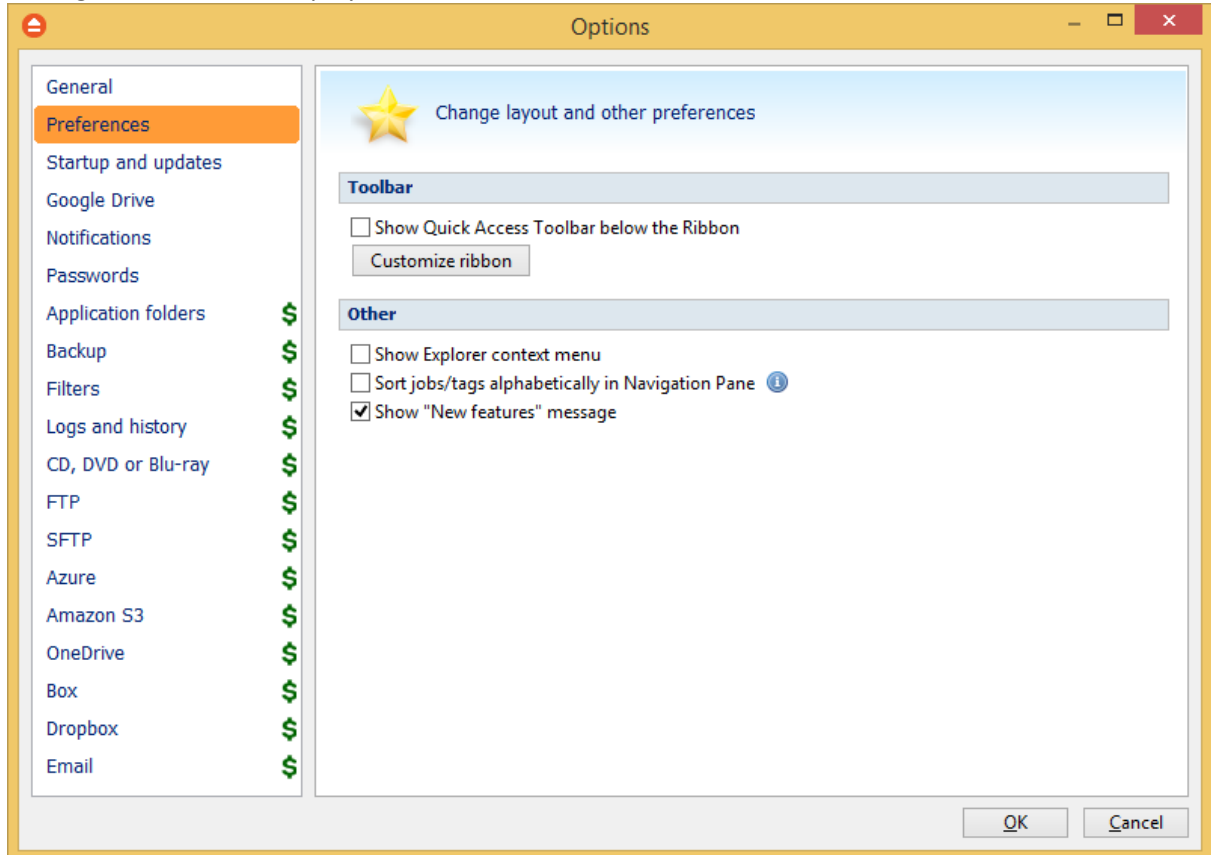 Options
General
Preferences
Startup and updates
Google Drive
Notifications
Passwords
Application folders $
Backup $
Filters $
Logs and history $
CD, DVD or Blu-ray $
FTP $
SFTP $
Azure $
Amazon S3 $
OneDrive $
Box $
Dropbox $
Email $
Change layout and other preferences
Toolbar
Show Quick Access Toolbar below the Ribbon
Customize ribbon
Other
Show Explorer context menu
Sort jobs/tags alphabetically in Navigation Pane
Show "New features" message
OK
Cancel